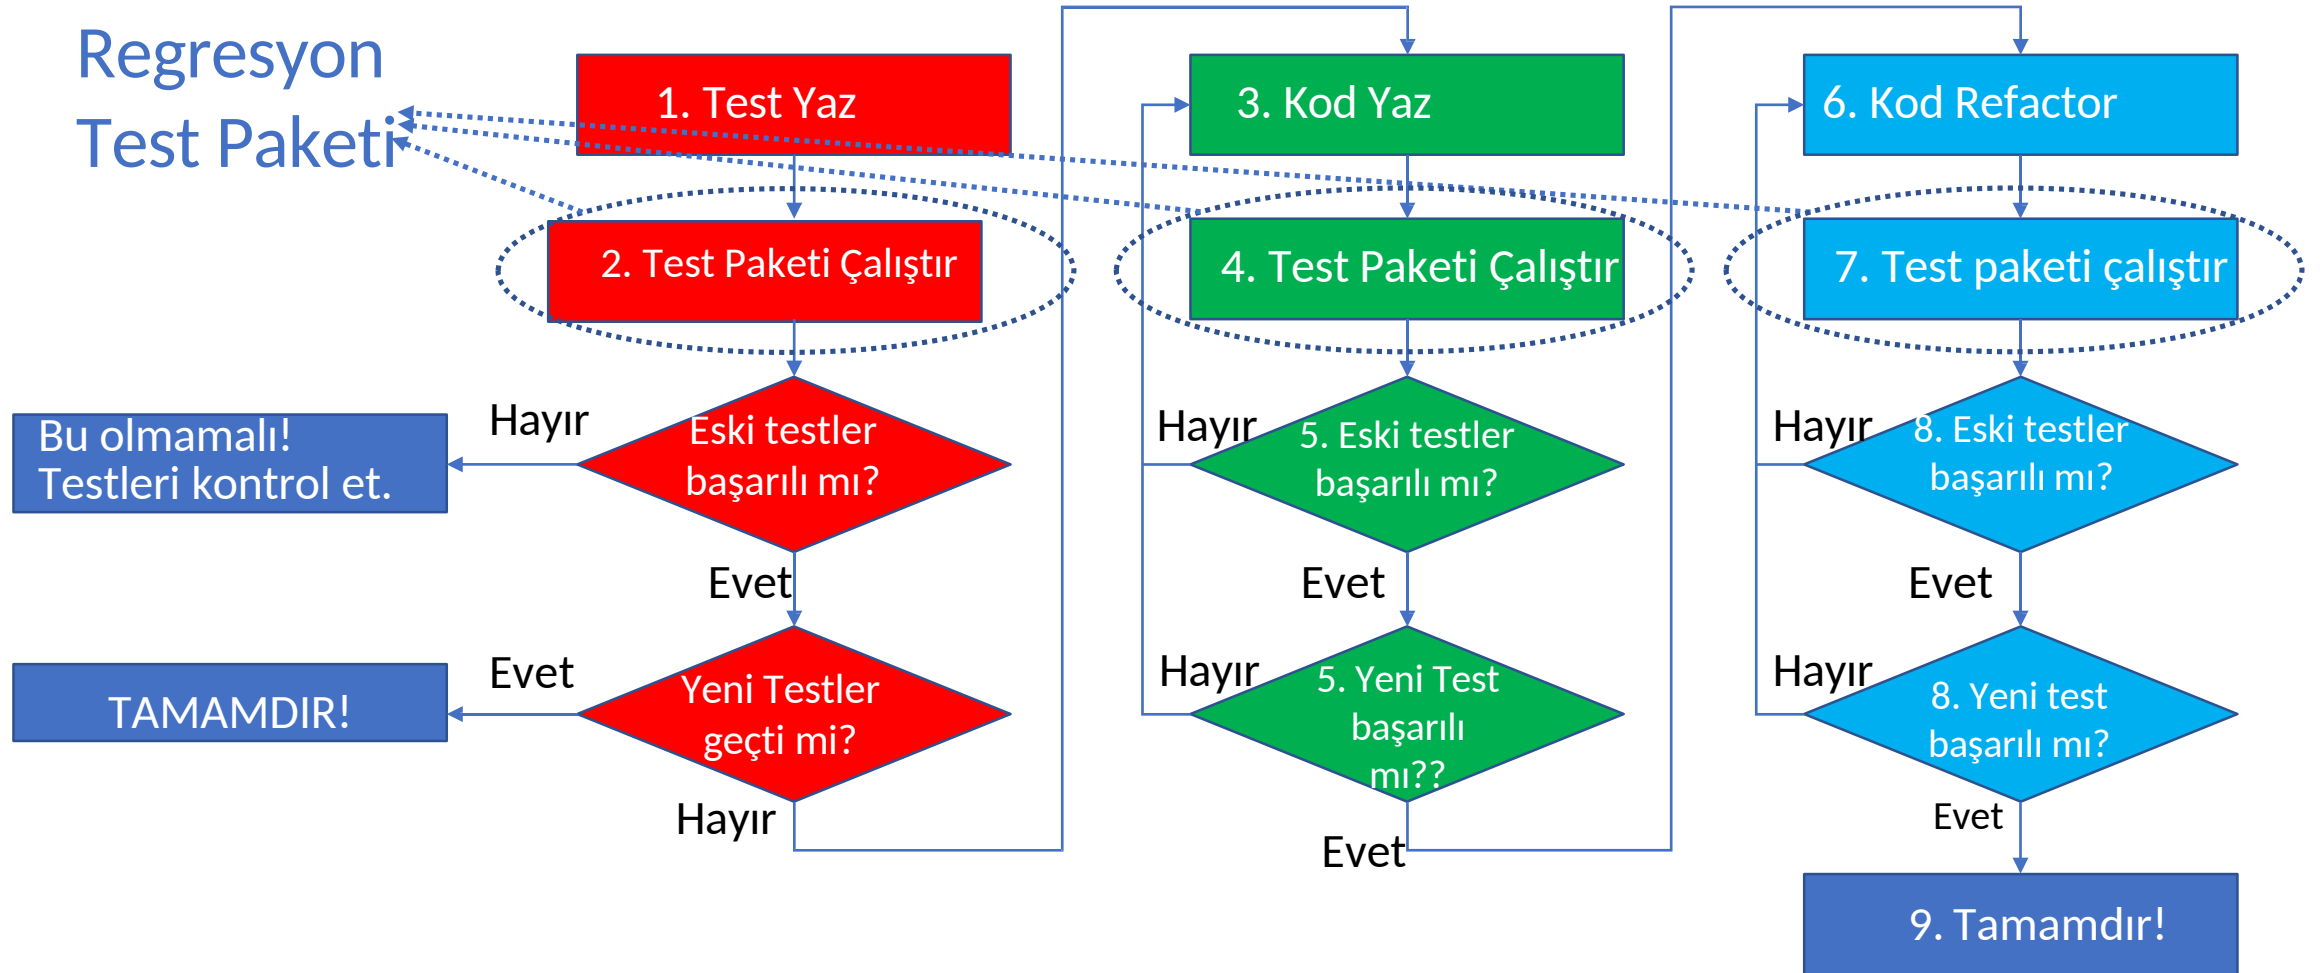 Regresyon
Test Paketi
1. Test Yaz
2. Test Paketi Çalıştır
Eski testler
başarılı mı?
Hayır
Bu olmamalı!
Testleri kontrol et.
Evet
Yeni Testler
geçti mi?
Evet
TAMAMDIR!
Hayır
3. Kod Yaz
4. Test Paketi Çalıştır
Hayır
5. Eski testler
başarılı mı?
Evet
Hayır
5. Yeni Test
başarılı
mı??
Evet
6. Kod Refactor
7. Test paketi çalıştır
Hayır
8. Eski testler
başarılı mı?
Evet
Hayır
8. Yeni test
başarılı mı?
Evet
9. Tamamdır!